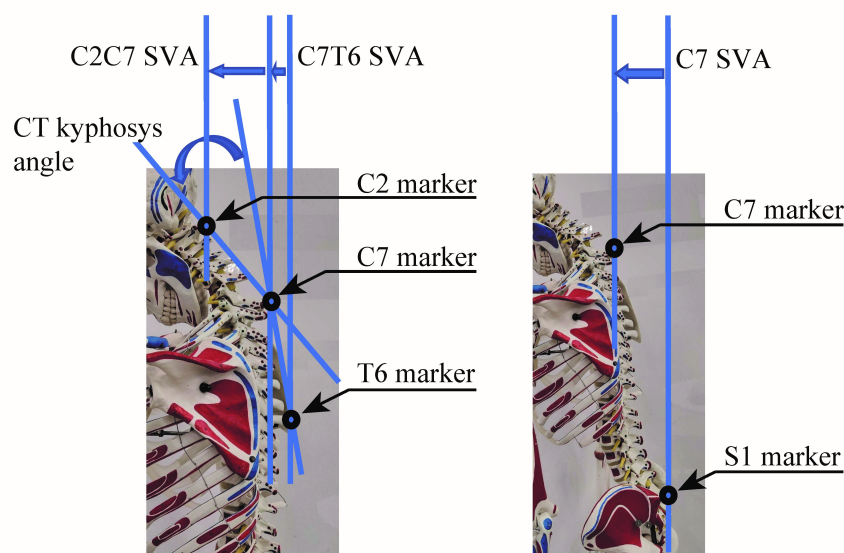 C2C7 SVA
C7T6 SVA
CT kyphosys
angle
C2 marker
C7 marker
T6 marker
C7 SVA
C7 marker
S1 marker